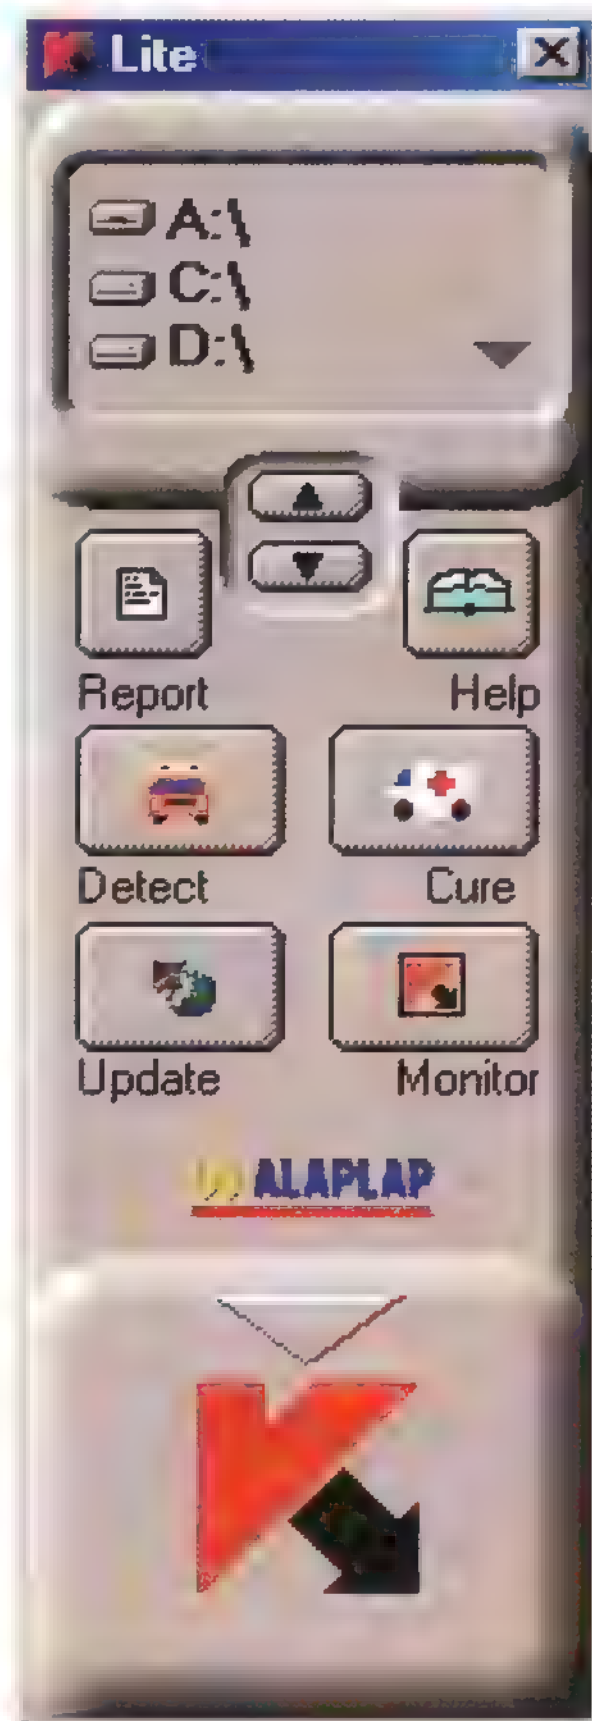 Lite
A:\
C:\
D:\
Report
Help
Detect
Cure
Update
Monitor
ALAPLAP